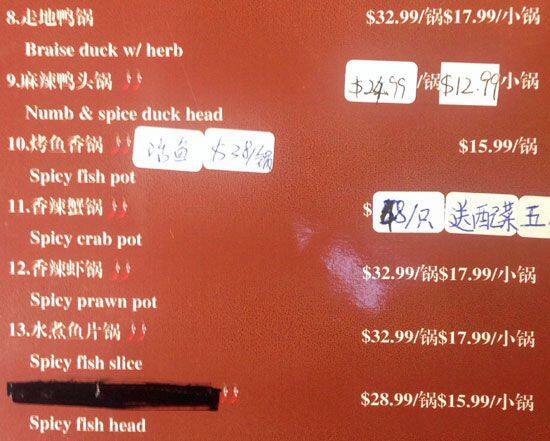 8.走地鸭锅 $32.99/锅$17.99/小锅
Braise duck w/ herb
9.麻辣鸭头锅 $24.99/锅$12.99小锅
Numb & spice duck head
10.烤鱼香锅 活鱼 $38/锅 $15.99/锅
Spicy fish pot
11.香辣蟹锅 $ 8/只 送配菜 五
Spicy crab pot
12.香辣虾锅 $32.99/锅$17.99/小锅
Spicy prawn pot
13.水煮鱼片锅 $32.99/锅$17.99/小锅
Spicy fish slice
$28.99/锅$15.99/小锅
Spicy fish head